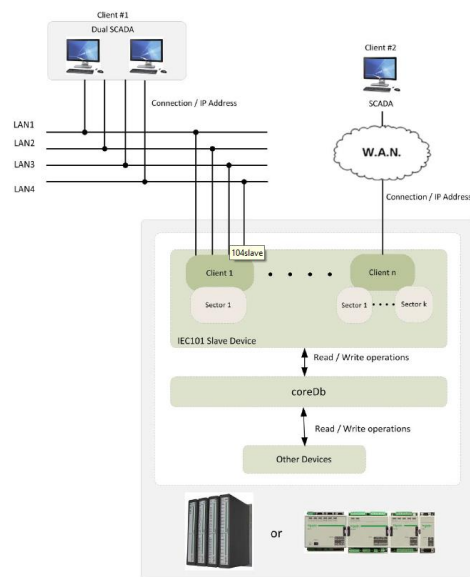 Client #1
Dual SCADA
Client #2
SCADA
Connection / IP Address
LAN1
LAN2
LAN3
LAN4
W.A.N.
Connection / IP Address
104slave
Client 1
Client n
Sector 1
Sector 1
Sector k
IEC101 Slave Device
Read / Write operations
coreDb
Read / Write operations
Other Devices
or